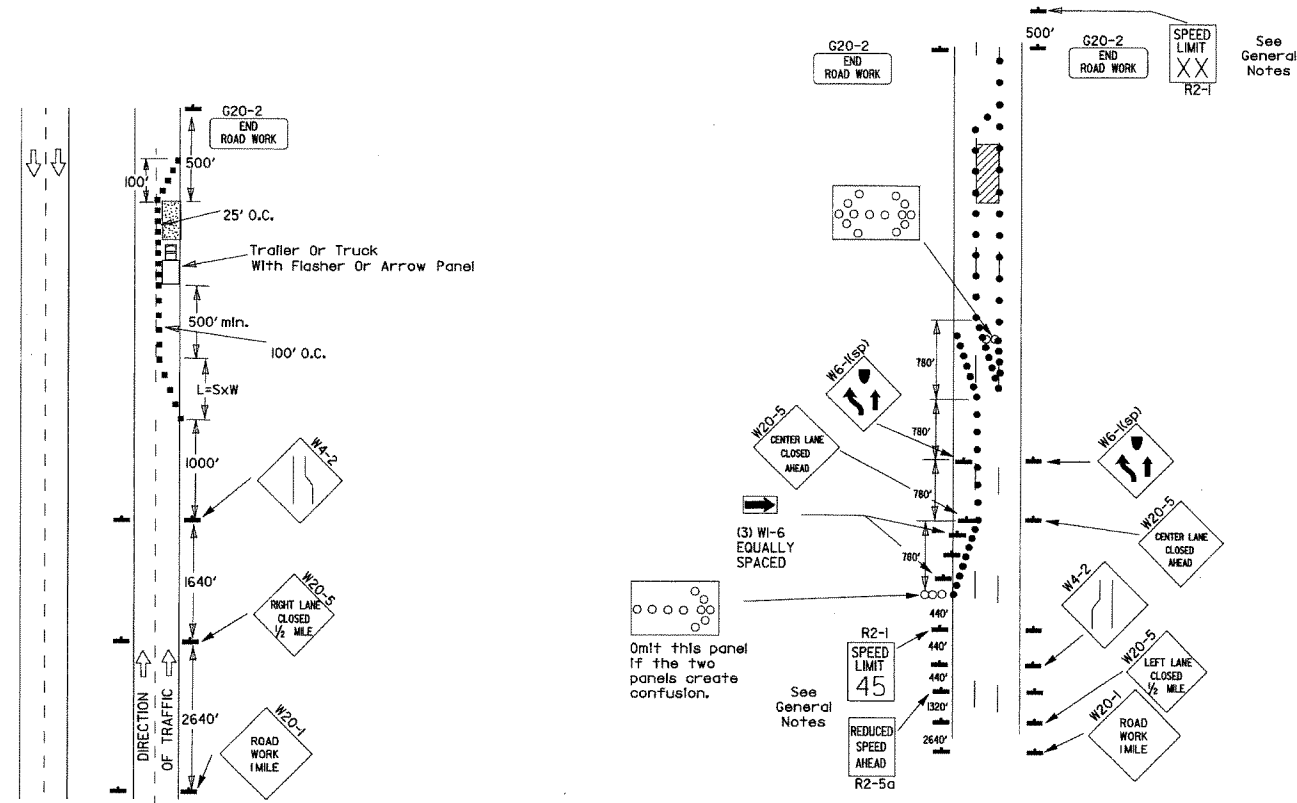 G20-2
END
ROAD WORK
500'
100'
25' O.C.
Trailer Or Truck
With Flasher Or Arrow Panel
500' min.
100' O.C.
L=SxW
1000'
W4-2
1640'
W20-5
RIGHT LANE
CLOSED
1/2 MILE
2640'
DIRECTION
OF TRAFFIC
W20-1
ROAD
WORK
1 MILE
G20-2
END
ROAD WORK
500'
G20-2
END
ROAD WORK
SPEED
LIMIT
XX
R2-1
See
General
Notes
780'
W6-1(sp)
780'
W20-5
CENTER LANE
CLOSED
AHEAD
780'
W6-1(sp)
(3) W1-6
EQUALLY
SPACED
780'
W20-5
CENTER LANE
CLOSED
AHEAD
Omit this panel
if the two
panels create
confusion.
440'
R2-1
SPEED
LIMIT
45
440'
440'
1320'
2640'
See
General
Notes
REDUCED
SPEED
AHEAD
R2-5a
W4-2
W20-5
LEFT LANE
CLOSED
1/2 MILE
W20-1
ROAD
WORK
1 MILE